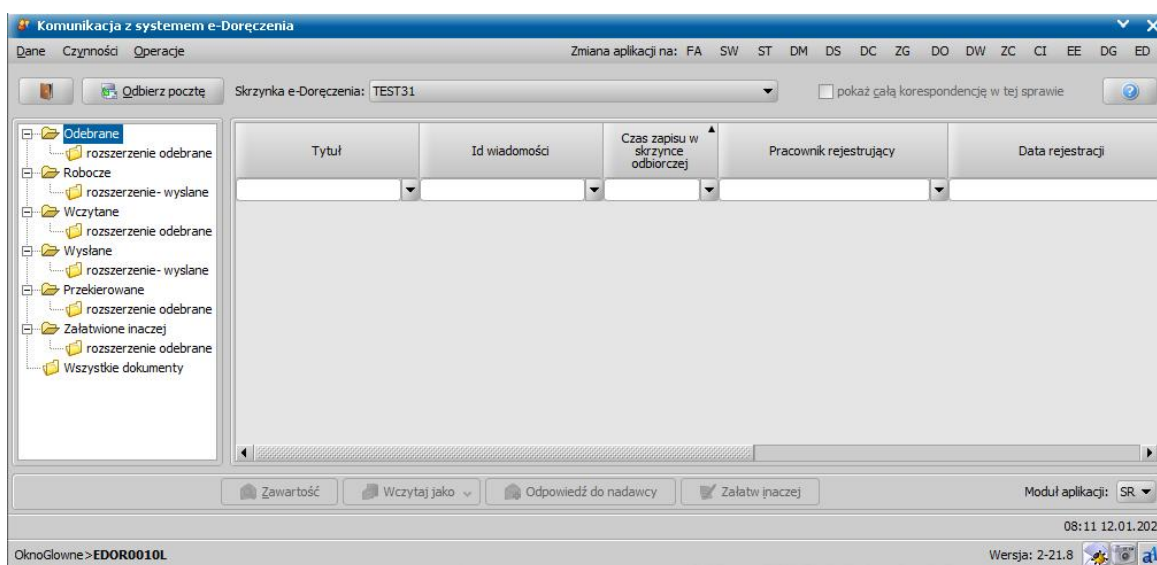 Komunikacja z systemem e-Doręczenia
Dane Czynności Operacje Zmiana aplikacji na: FA SW ST DM DS DC ZG DO DW ZC CI EE DG ED
Odbierz pocztę Skrzynka e-Doręczenia: TEST31 pokaż całą korespondencję w tej sprawie
Odebrane
rozszerzenie odebrane
Robocze
rozszerzenie- wyslane
Wczytane
rozszerzenie odebrane
Wysłane
rozszerzenie- wyslane
Przekierowane
rozszerzenie odebrane
Załatwione inaczej
rozszerzenie odebrane
Wszystkie dokumenty
Tytuł Id wiadomości Czas zapisu w skrzynce odbiorczej Pracownik rejestrujący Data rejestracji
Zawartość Wczytaj jako Odpowiedź do nadawcy Załatw inaczej Moduł aplikacji: SR
08:11 12.01.202
OknoGlowne>EDOR0010L Wersja: 2-21.8